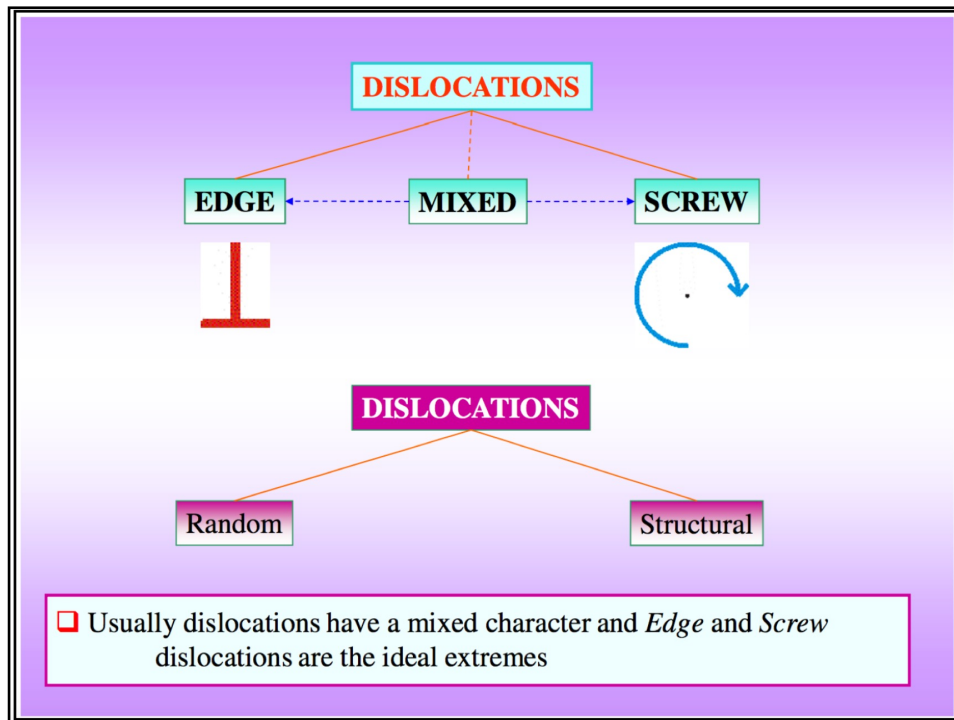 DISLOCATIONS
EDGE MIXED SCREW
DISLOCATIONS
Random Structural
Usually dislocations have a mixed character and Edge and Screw
dislocations are the ideal extremes